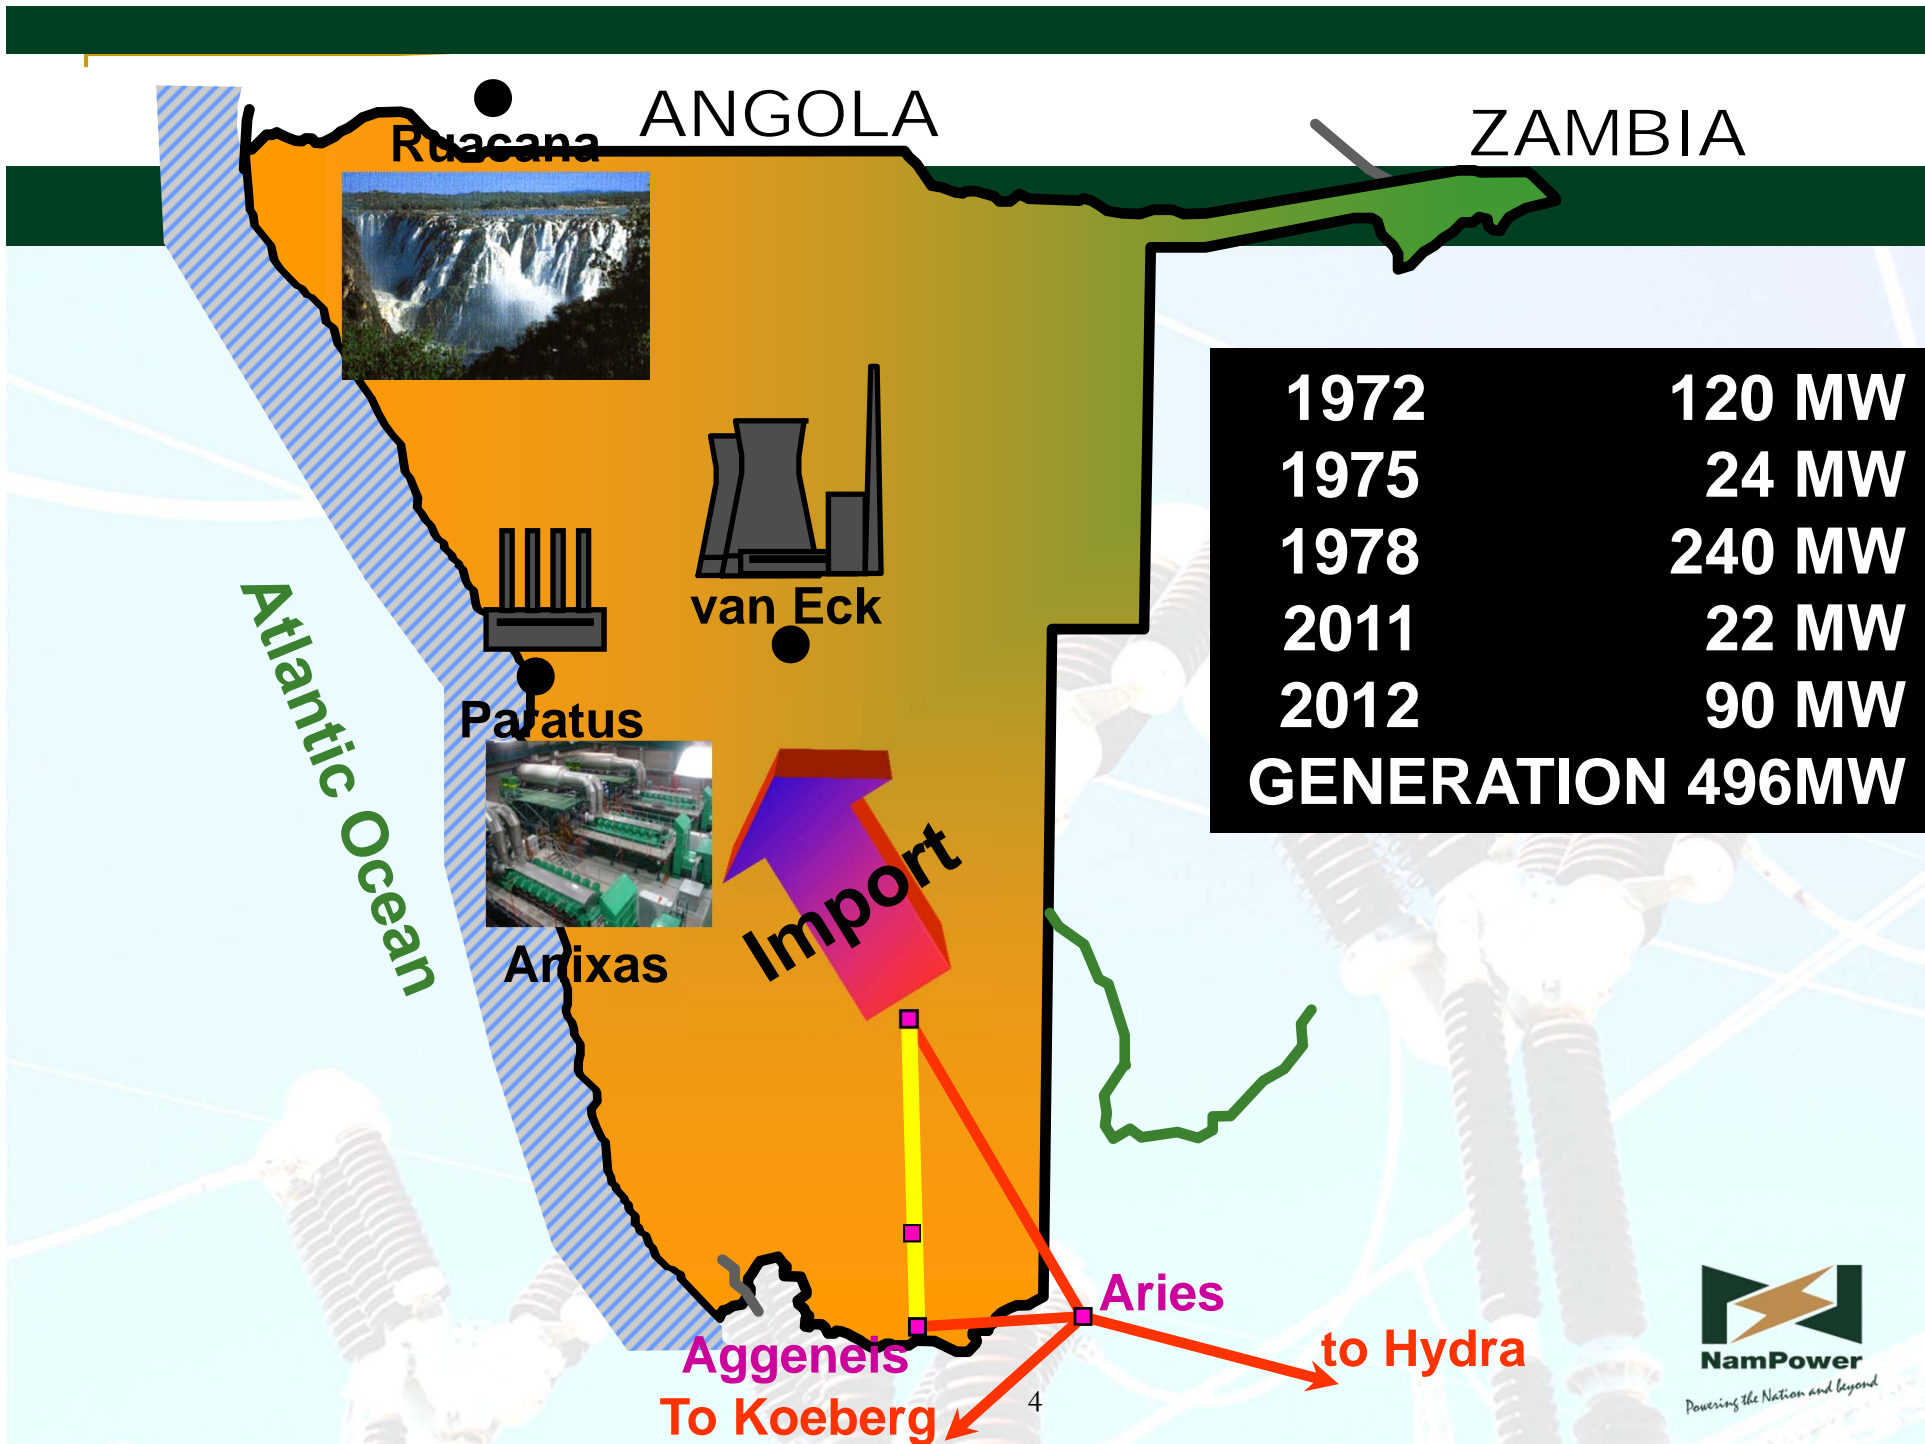 ANGOLA
ZAMBIA
Ruacana
1972 120 MW
1975 24 MW
1978 240 MW
2011 22 MW
2012 90 MW
GENERATION 496MW
van Eck
Atlantic Ocean
Paratus
Import
Anixas
Aries
Aggeneis
to Hydra
To Koeberg
4
NamPower
Powering the Nation and beyond